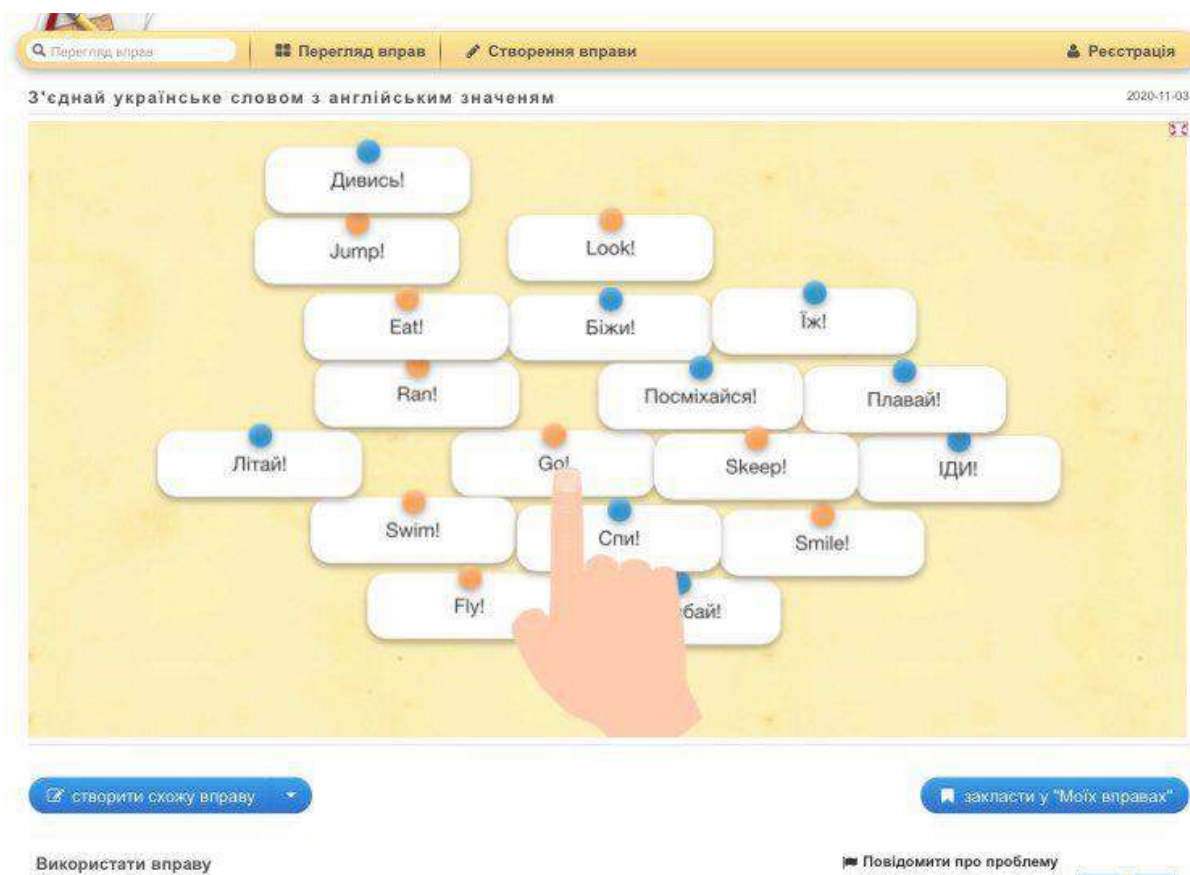 Перегляд вправ
Перегляд вправ
Створення вправи
Реєстрація
З'єднай українське словом з англійським значеням
2020-11-03
Дивись!
Jump!
Look!
Eat!
Біжи!
Їж!
Ran!
Посміхайся!
Плавай!
Літай!
Go!
Skeep!
ІДИ!
Swim!
Спи!
Smile!
Fly!
створити схожу вправу
закласти у "Моїх вправах"
Використати вправу
Повідомити про проблему